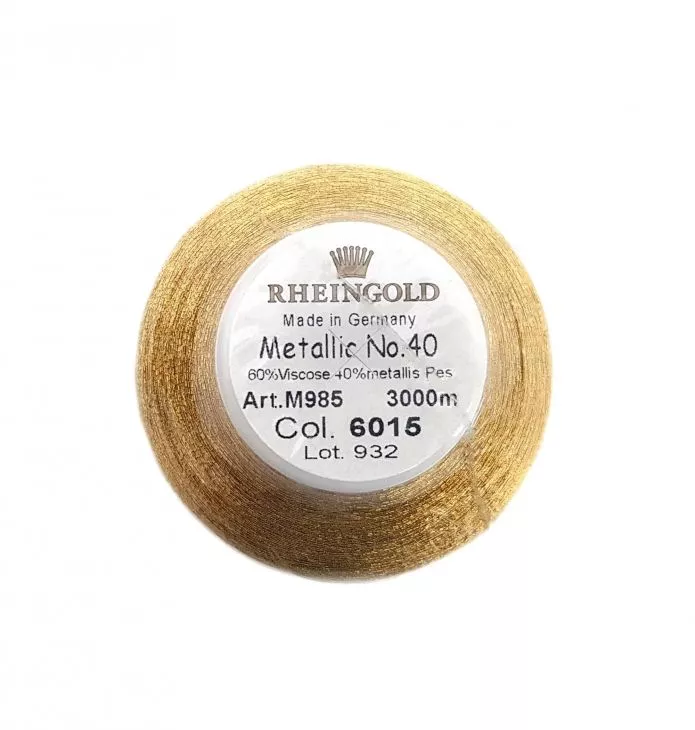 RHEINGOLD
Made in Germany
Metallic No.40
60%Viscose 40%metallis Pes
Art.M985 3000m
Col. 6015
Lot. 932